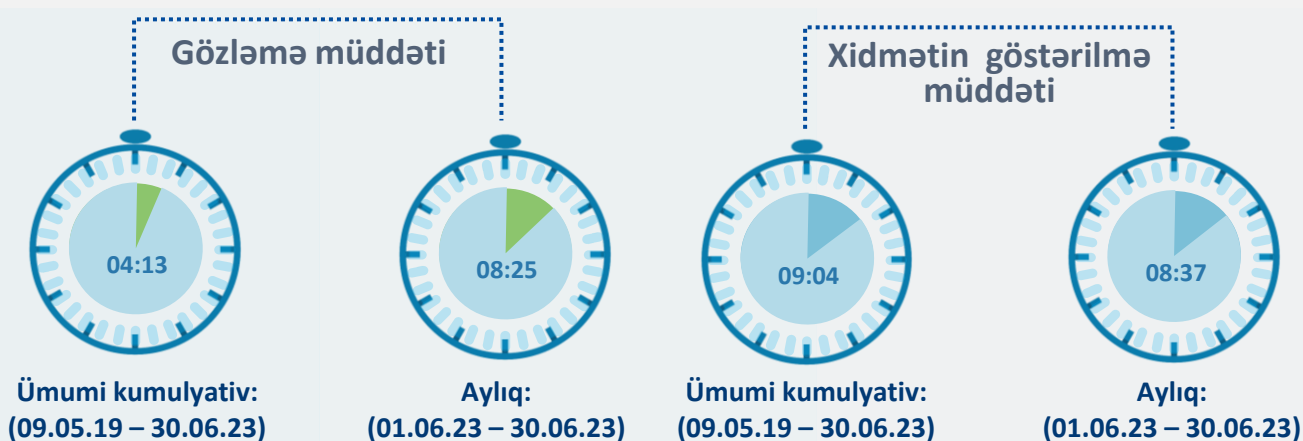 Gözləmə müddəti
Xidmətin göstərilmə
müddəti
04:13
08:25
09:04
08:37
Ümumi kumulyativ:
(09.05.19 – 30.06.23)
Aylıq:
(01.06.23 – 30.06.23)
Ümumi kumulyativ:
(09.05.19 – 30.06.23)
Aylıq:
(01.06.23 – 30.06.23)